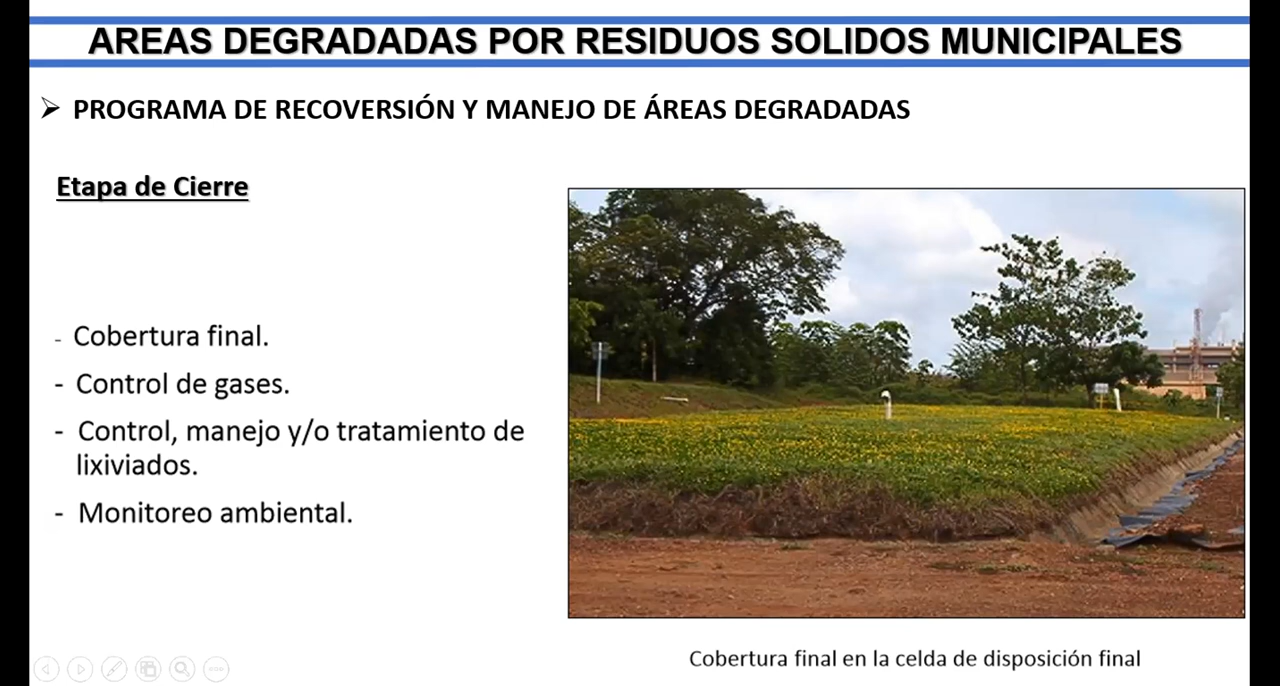 AREAS DEGRADADAS POR RESIDUOS SOLIDOS MUNICIPALES
➢ PROGRAMA DE RECOVERSIÓN Y MANEJO DE ÁREAS DEGRADADAS
Etapa de Cierre
- Cobertura final.
- Control de gases.
- Control, manejo y/o tratamiento de
lixiviados.
- Monitoreo ambiental.
Cobertura final en la celda de disposición final